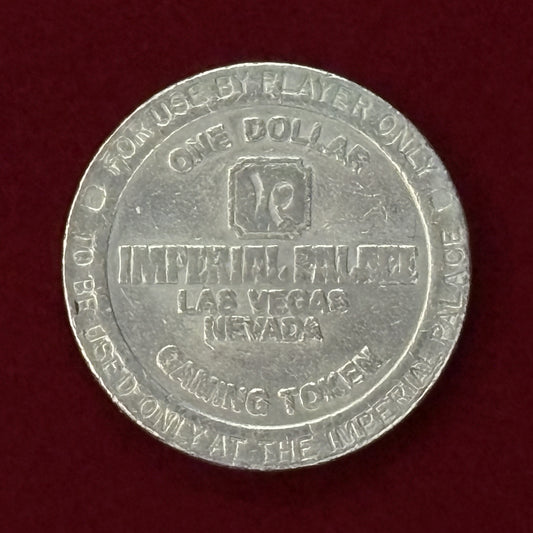 FOR USE BY PLAYER ONLY
ONE DOLLAR
IP
IMPERIAL PALACE
LAS VEGAS
NEVADA
GAMING TOKEN
TO BE USED ONLY AT THE IMPERIAL PALACE